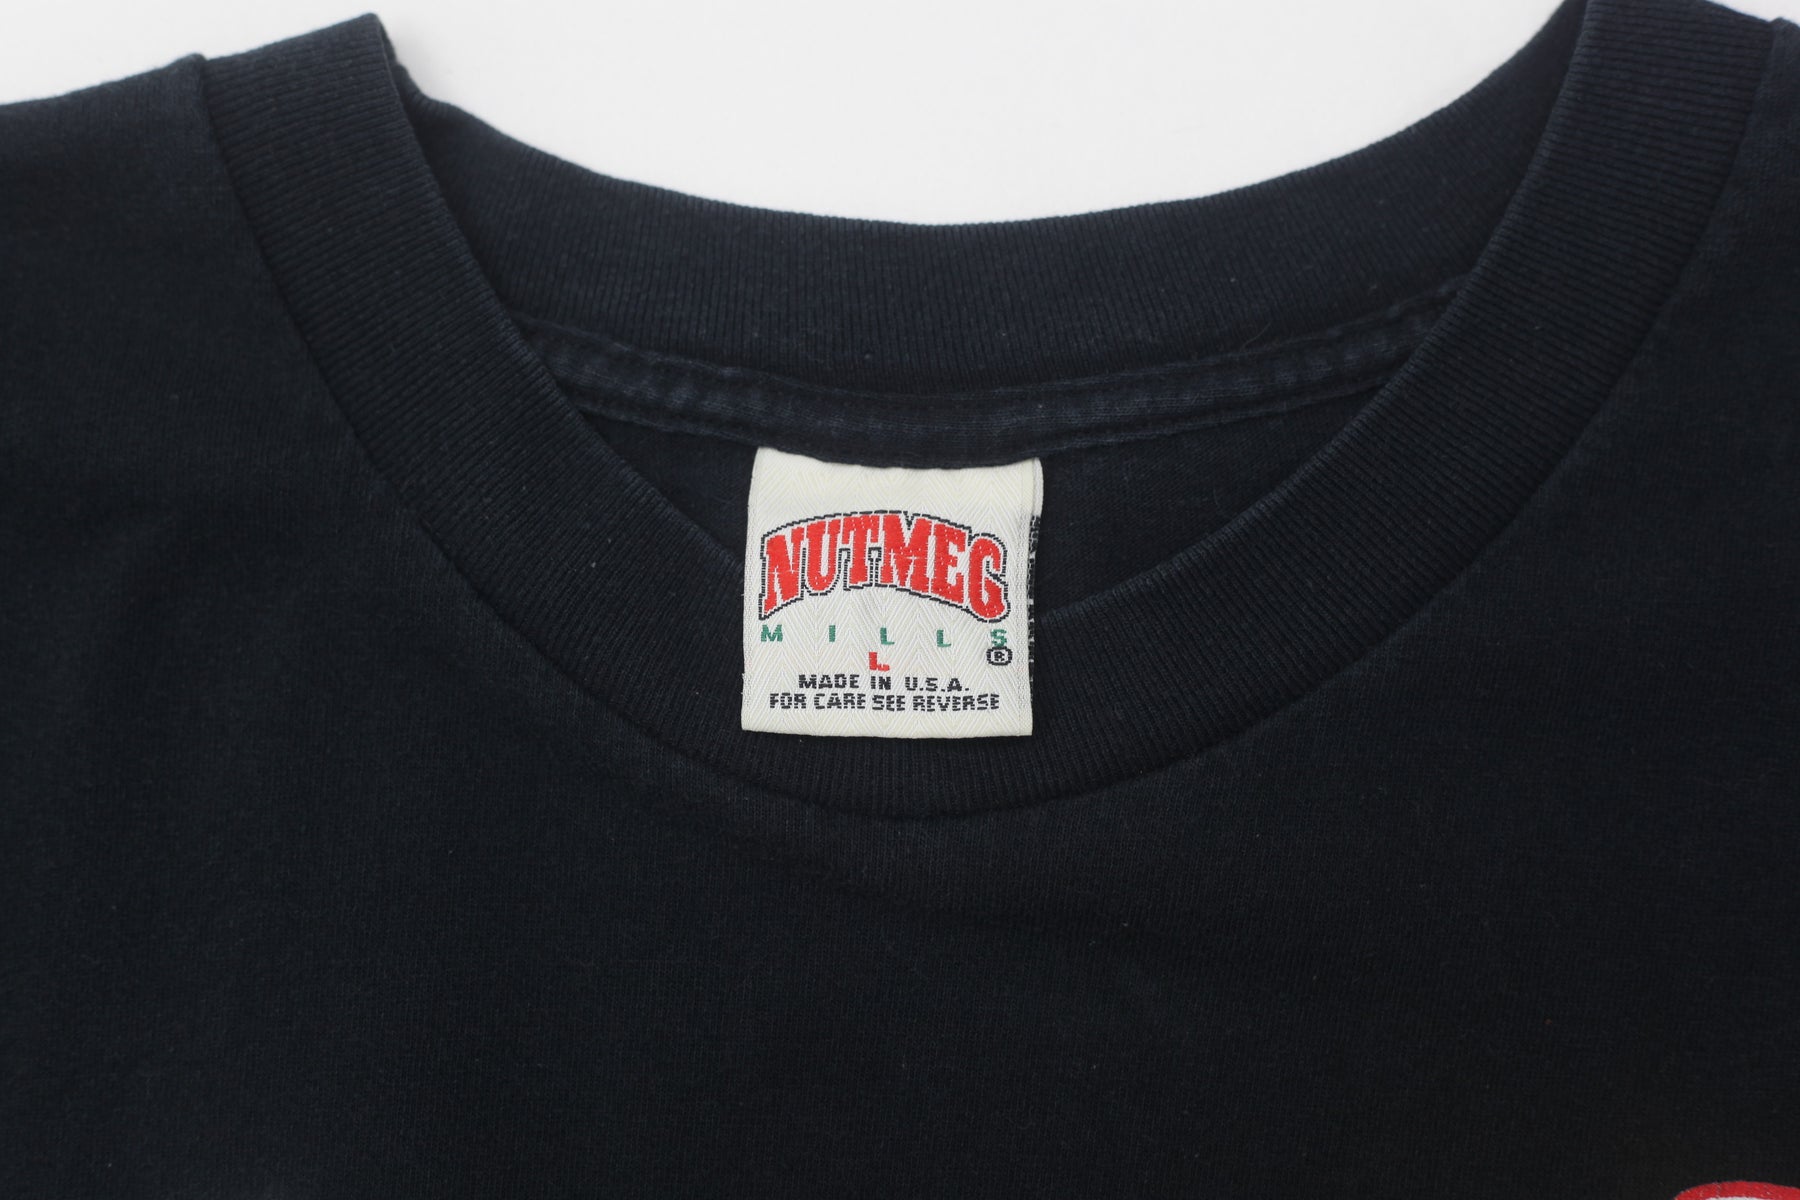 NUTMEG
MILLS
®
L
MADE IN U.S.A.
FOR CARE SEE REVERSE